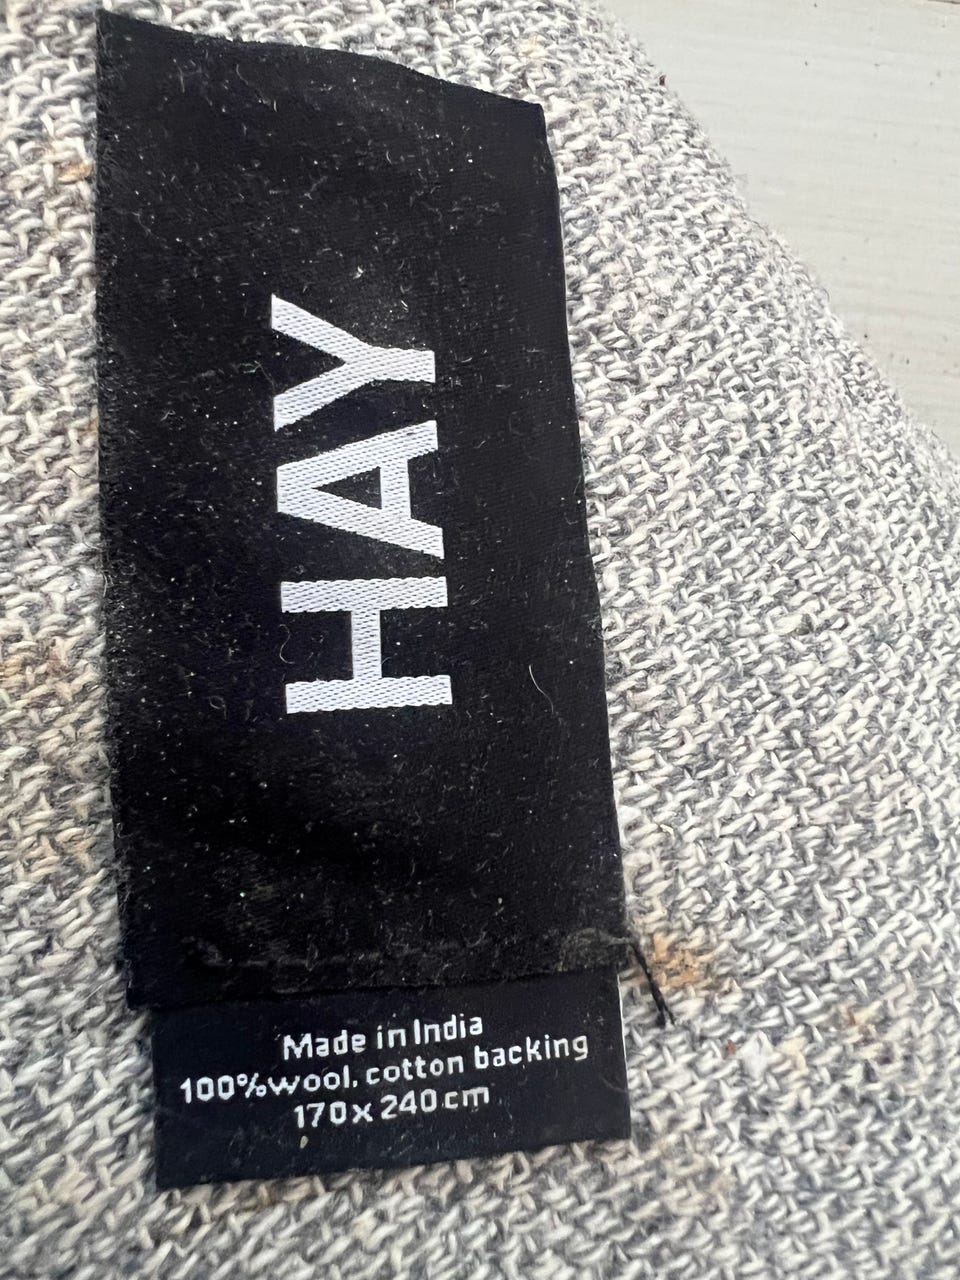 HAY
Made in India
100%wool, cotton backing
170x240cm